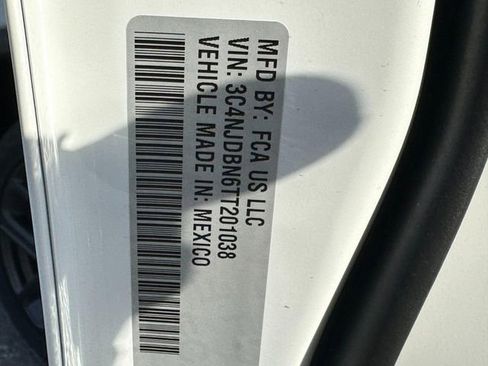 MFD BY: FCA US LLC
VIN: 3C4NJDBN6TT201038
VEHICLE MADE IN: MEXICO